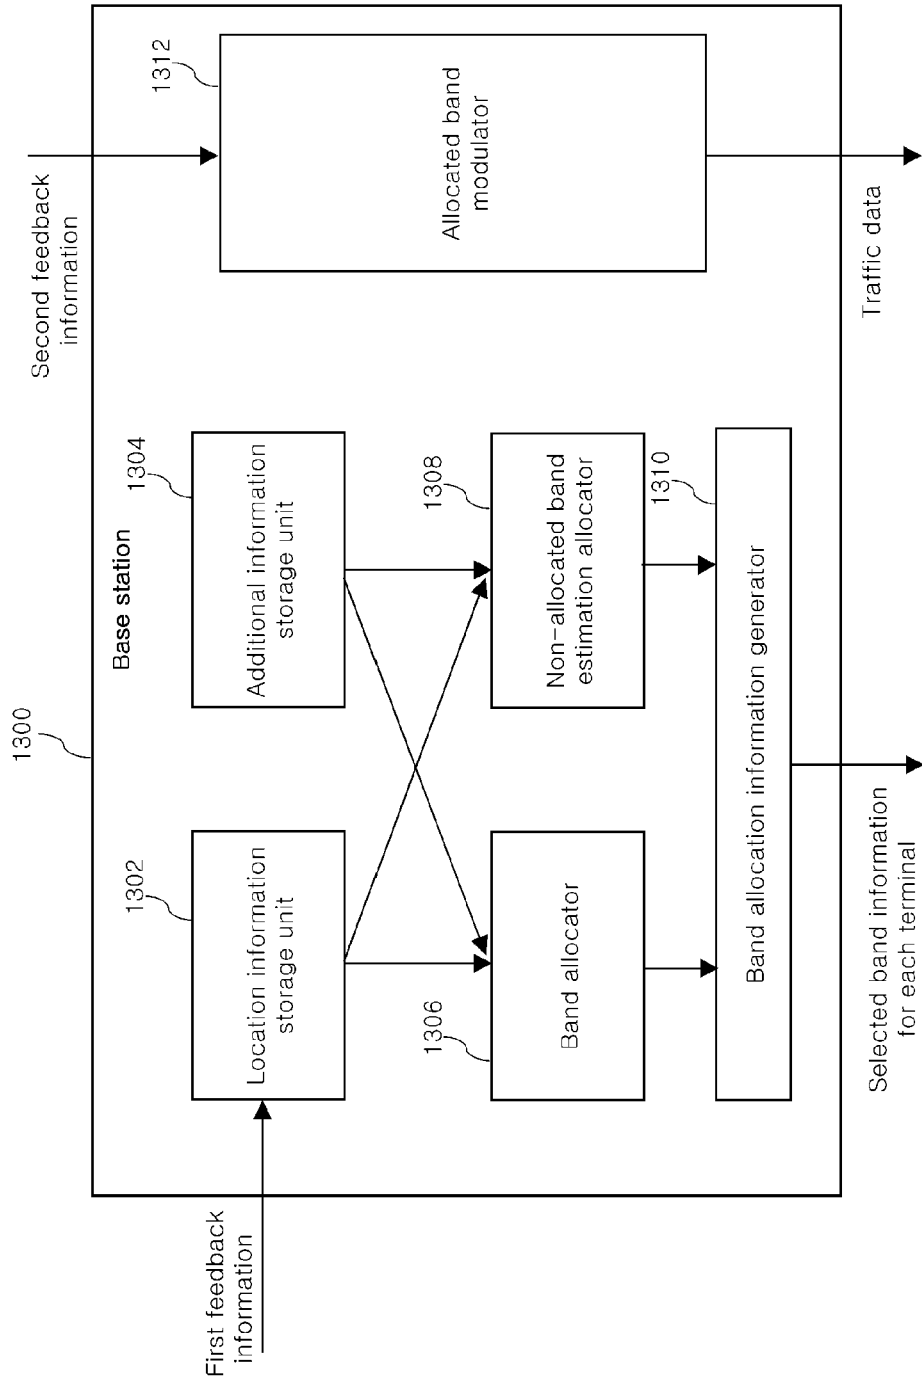 Second feedback
information
1312
Allocated band
modulator
Traffic data
Base station
1300
1304
Additional information
storage unit
1302
Location information
storage unit
First feedback
information
1308
Non-allocated band
estimation allocator
1306
Band allocator
1310
Band allocation information generator
Selected band information
for each terminal